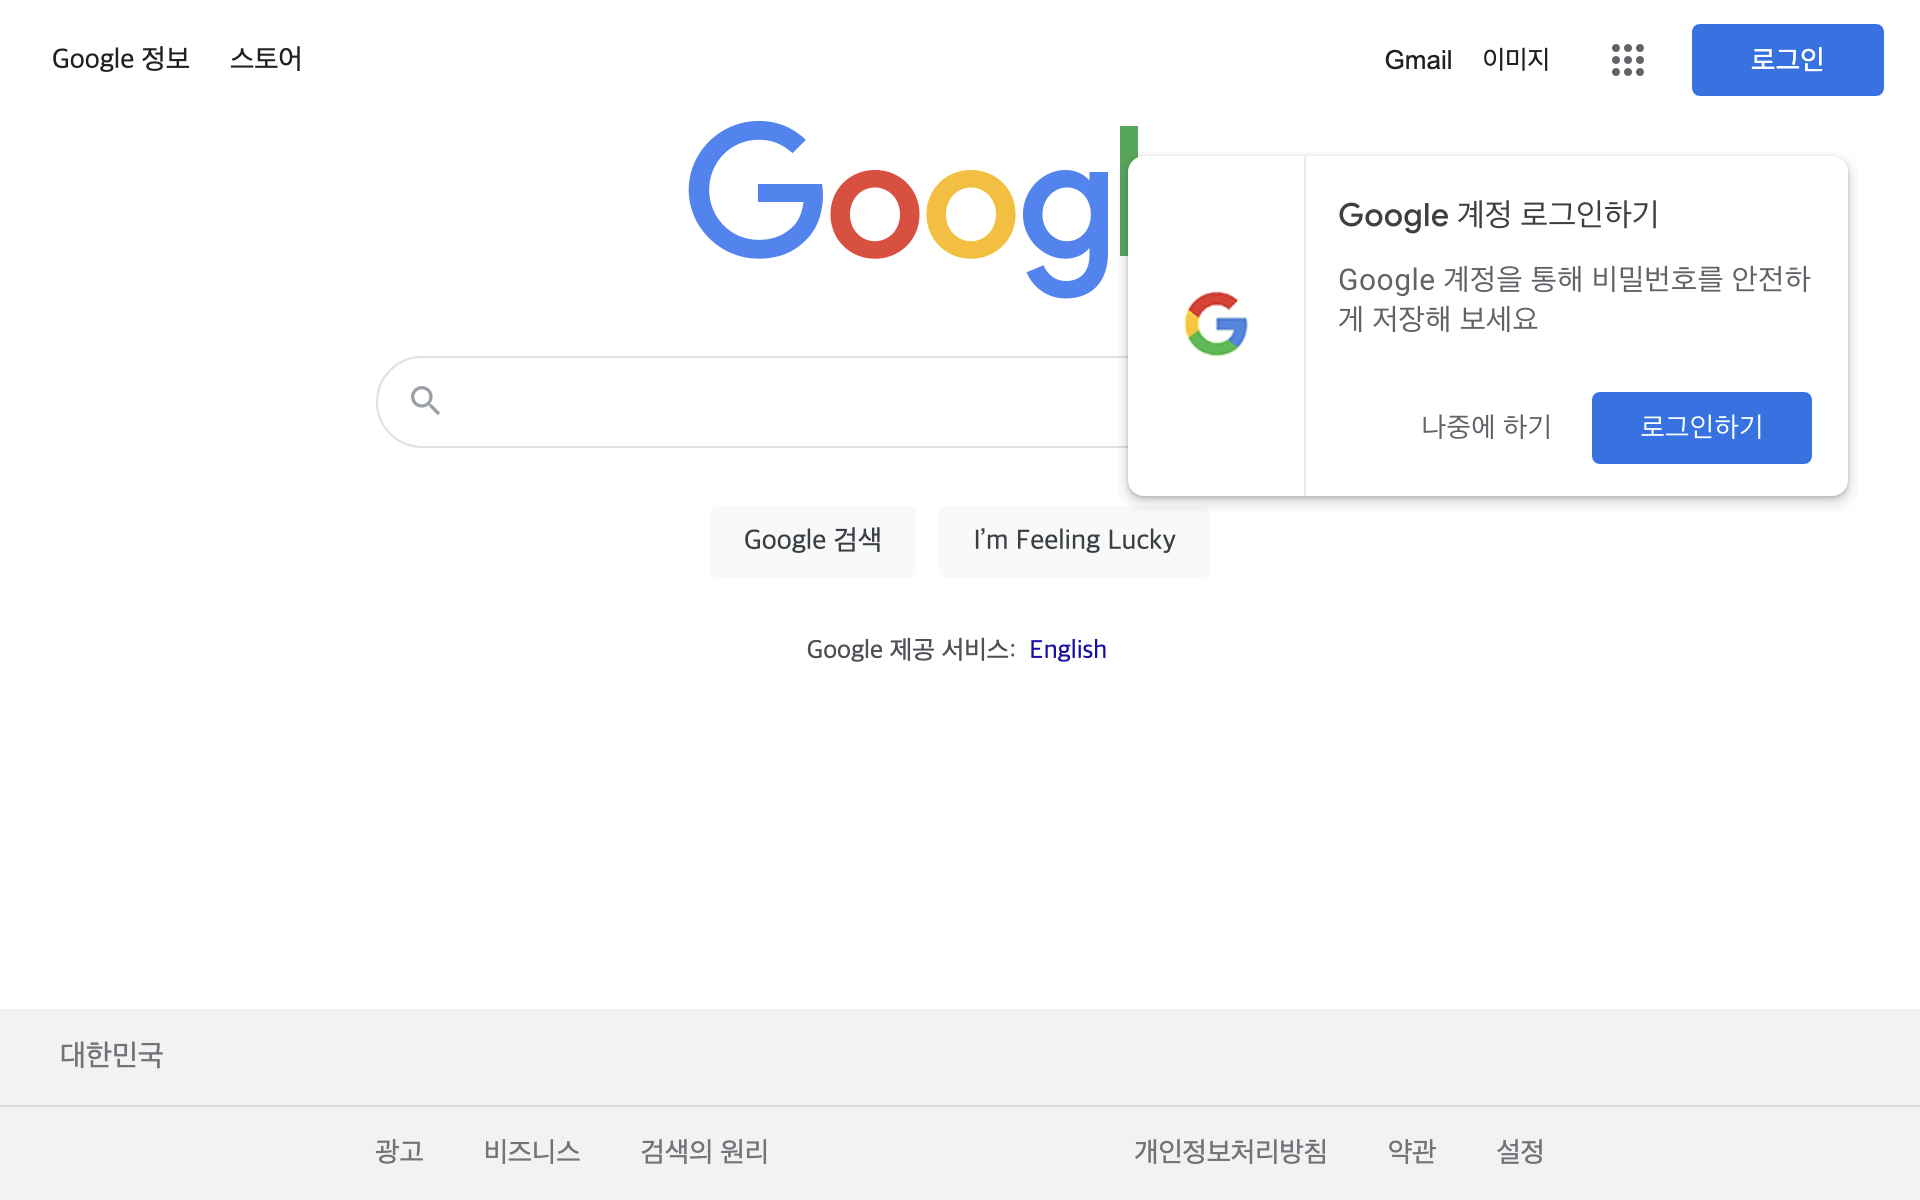 Google 정보 스토어
Gmail 이미지 로그인
Googl
Google 계정 로그인하기
Google 계정을 통해 비밀번호를 안전하
게 저장해 보세요
나중에 하기 로그인하기
Google 검색 I'm Feeling Lucky
Google 제공 서비스: English
대한민국
광고 비즈니스 검색의 원리
개인정보처리방침 약관 설정